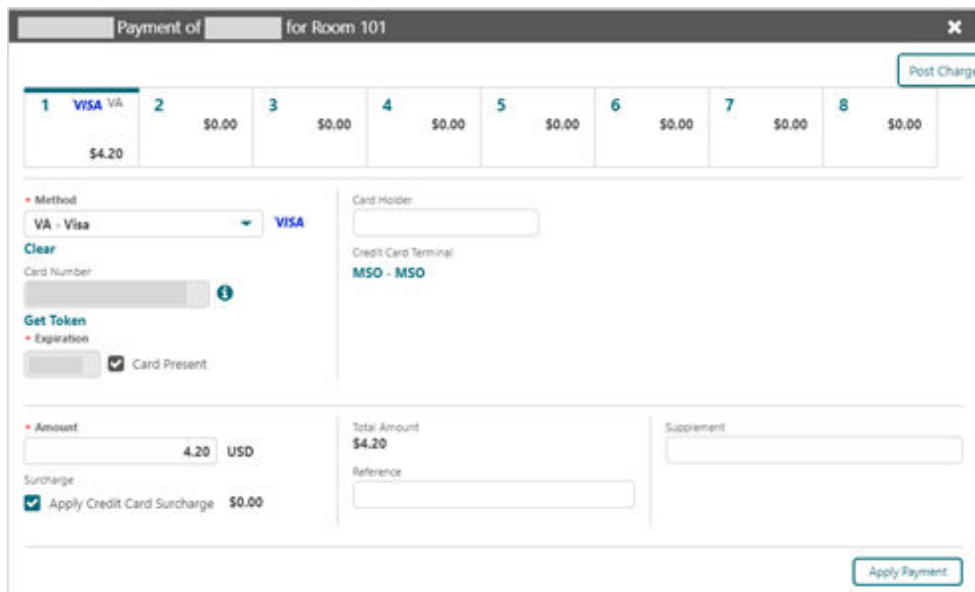 Payment of for Room 101
Post Charge
1 VISA VA 2 3 4 5 6 7 8
$0.00 $0.00 $0.00 $0.00 $0.00 $0.00 $0.00
$4.20
* Method
VA - Visa VISA
Clear
Card Number
Get Token
* Expiration
Card Present
Card Holder
Credit Card Terminal
MSO - MSO
* Amount
4.20 USD
Surcharge
Apply Credit Card Surcharge $0.00
Total Amount
$4.20
Reference
Supplement
Apply Payment